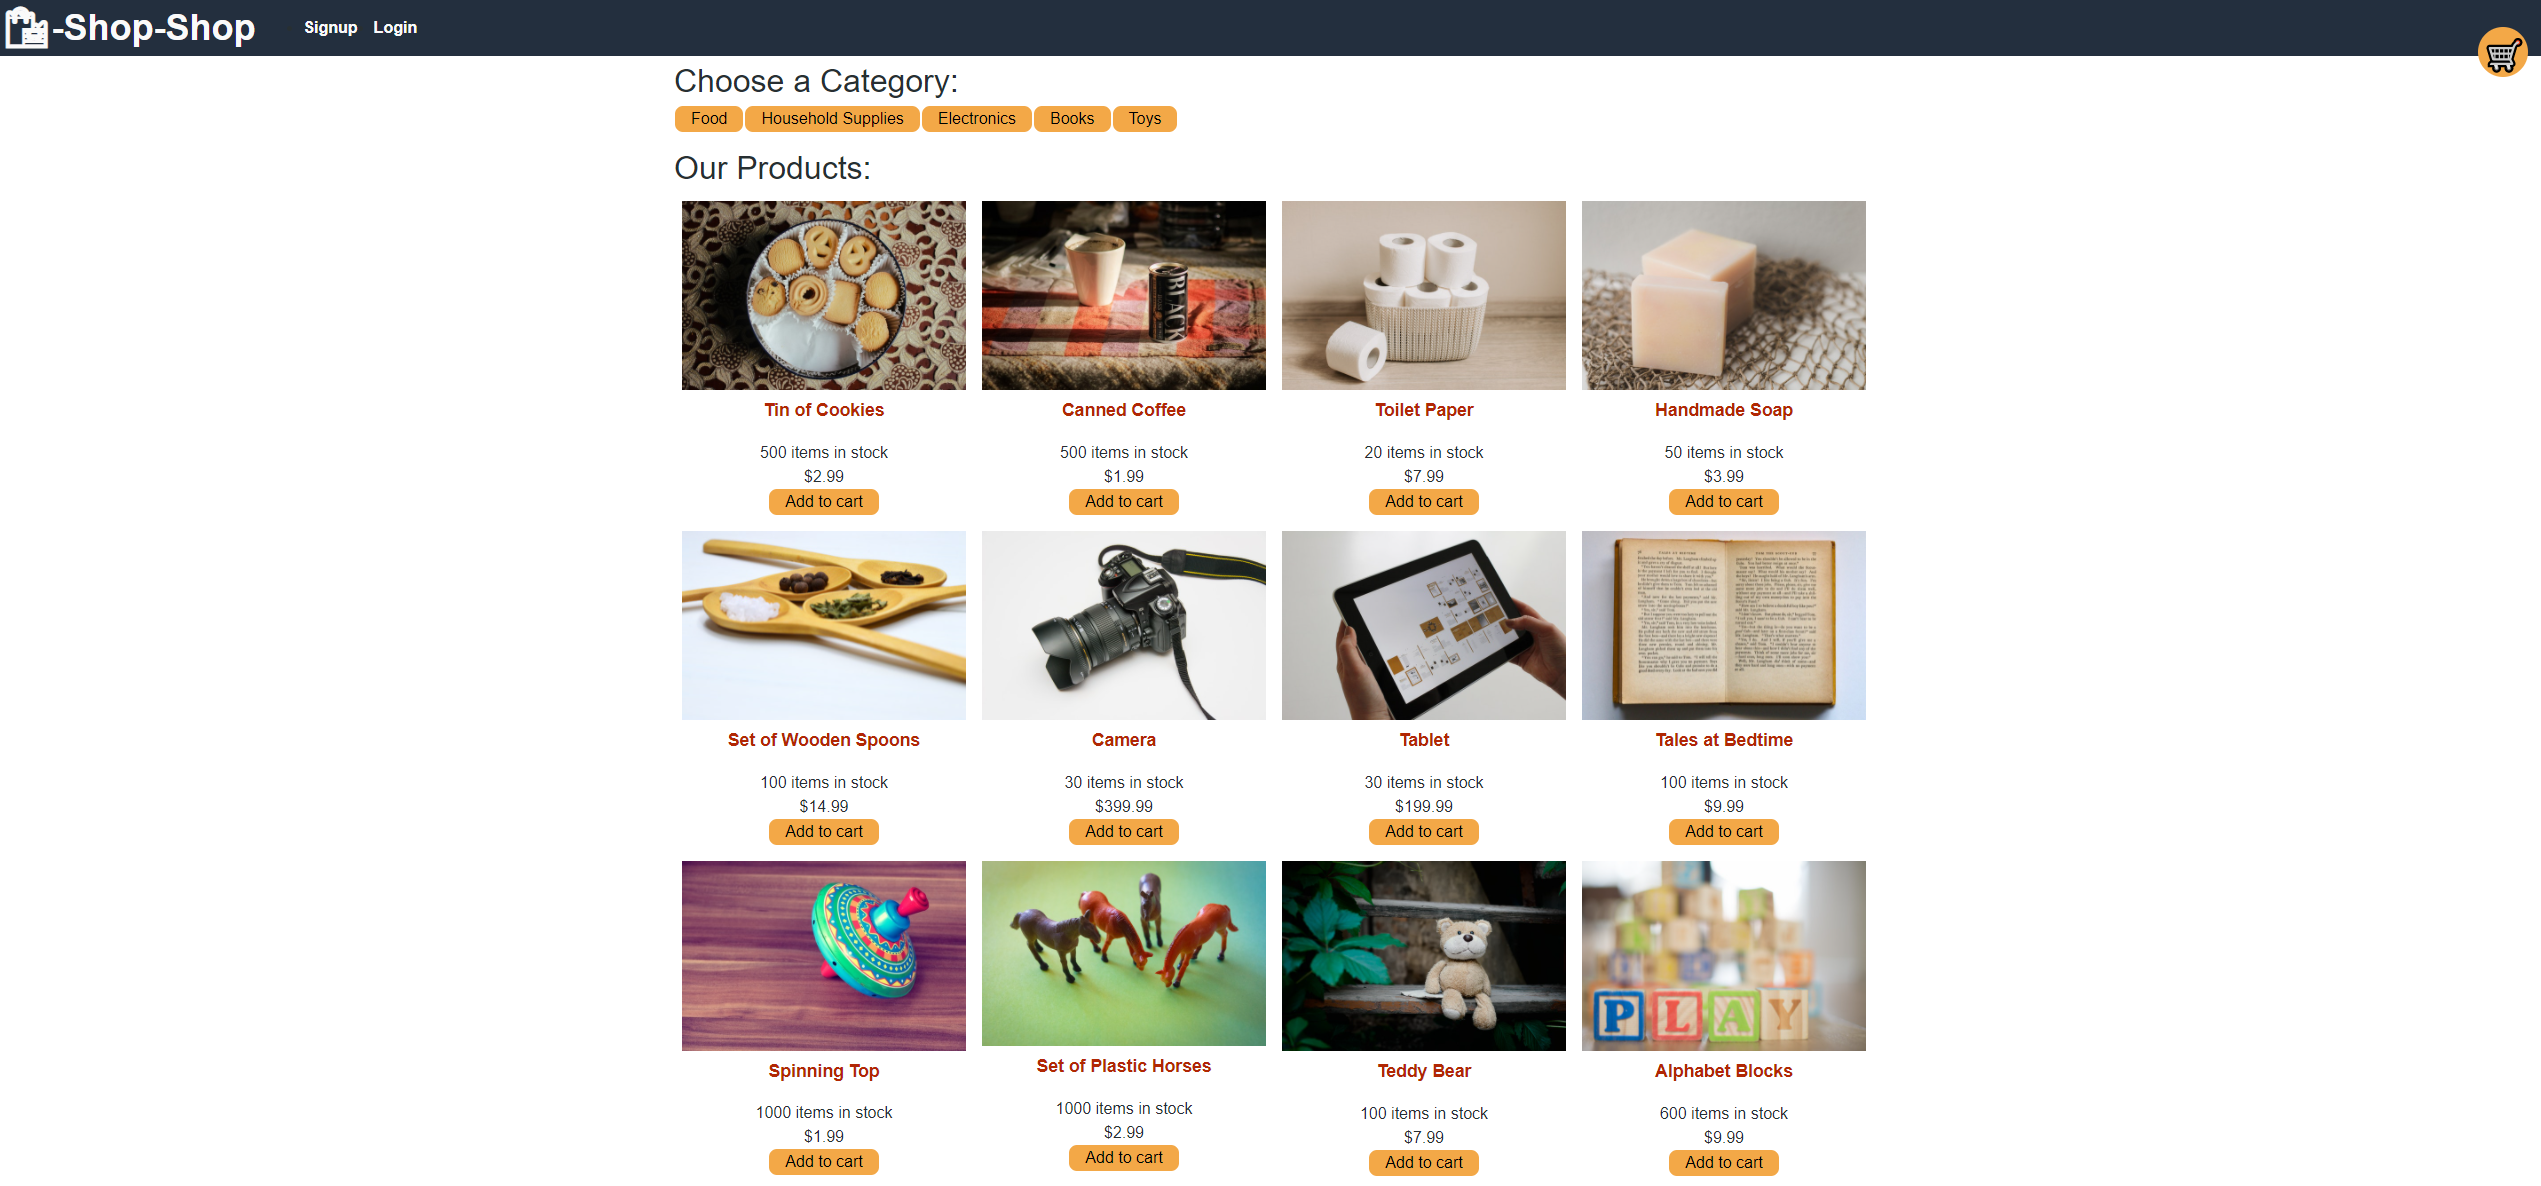 -Shop-Shop
Signup Login
Choose a Category:
Food Household Supplies Electronics Books Toys
Our Products:
BLACK
Tin of Cookies Canned Coffee Toilet Paper Handmade Soap
500 items in stock 500 items in stock 20 items in stock 50 items in stock
$2.99 $1.99 $7.99 $3.99
Add to cart Add to cart Add to cart Add to cart
Set of Wooden Spoons Camera Tablet Tales at Bedtime
100 items in stock 30 items in stock 30 items in stock 100 items in stock
$14.99 $399.99 $199.99 $9.99
Add to cart Add to cart Add to cart Add to cart
PLAY
Spinning Top Set of Plastic Horses Teddy Bear Alphabet Blocks
1000 items in stock 1000 items in stock 100 items in stock 600 items in stock
$1.99 $2.99 $7.99 $9.99
Add to cart Add to cart Add to cart Add to cart